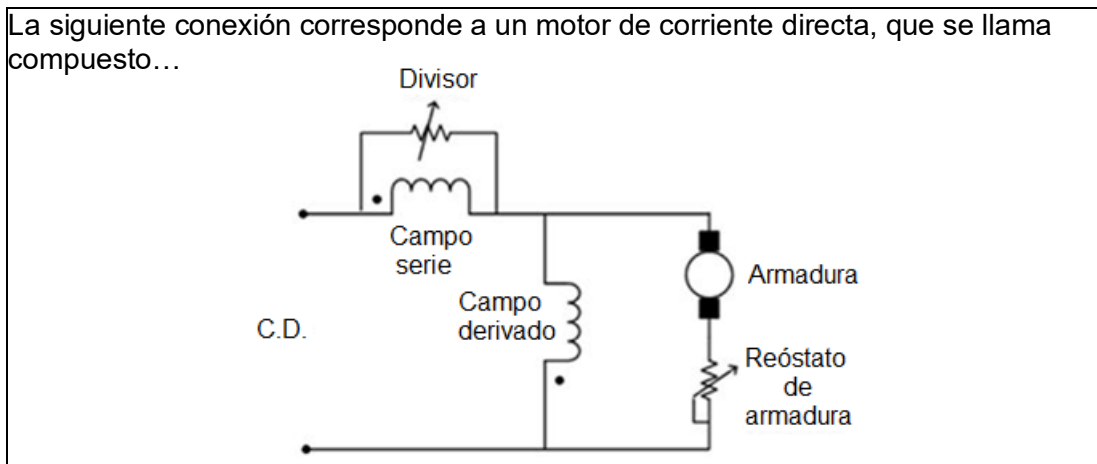 La siguiente conexión corresponde a un motor de corriente directa, que se llama
compuesto…
Divisor
Campo
serie
Armadura
Campo
derivado
C.D.
Reóstato
de
armadura